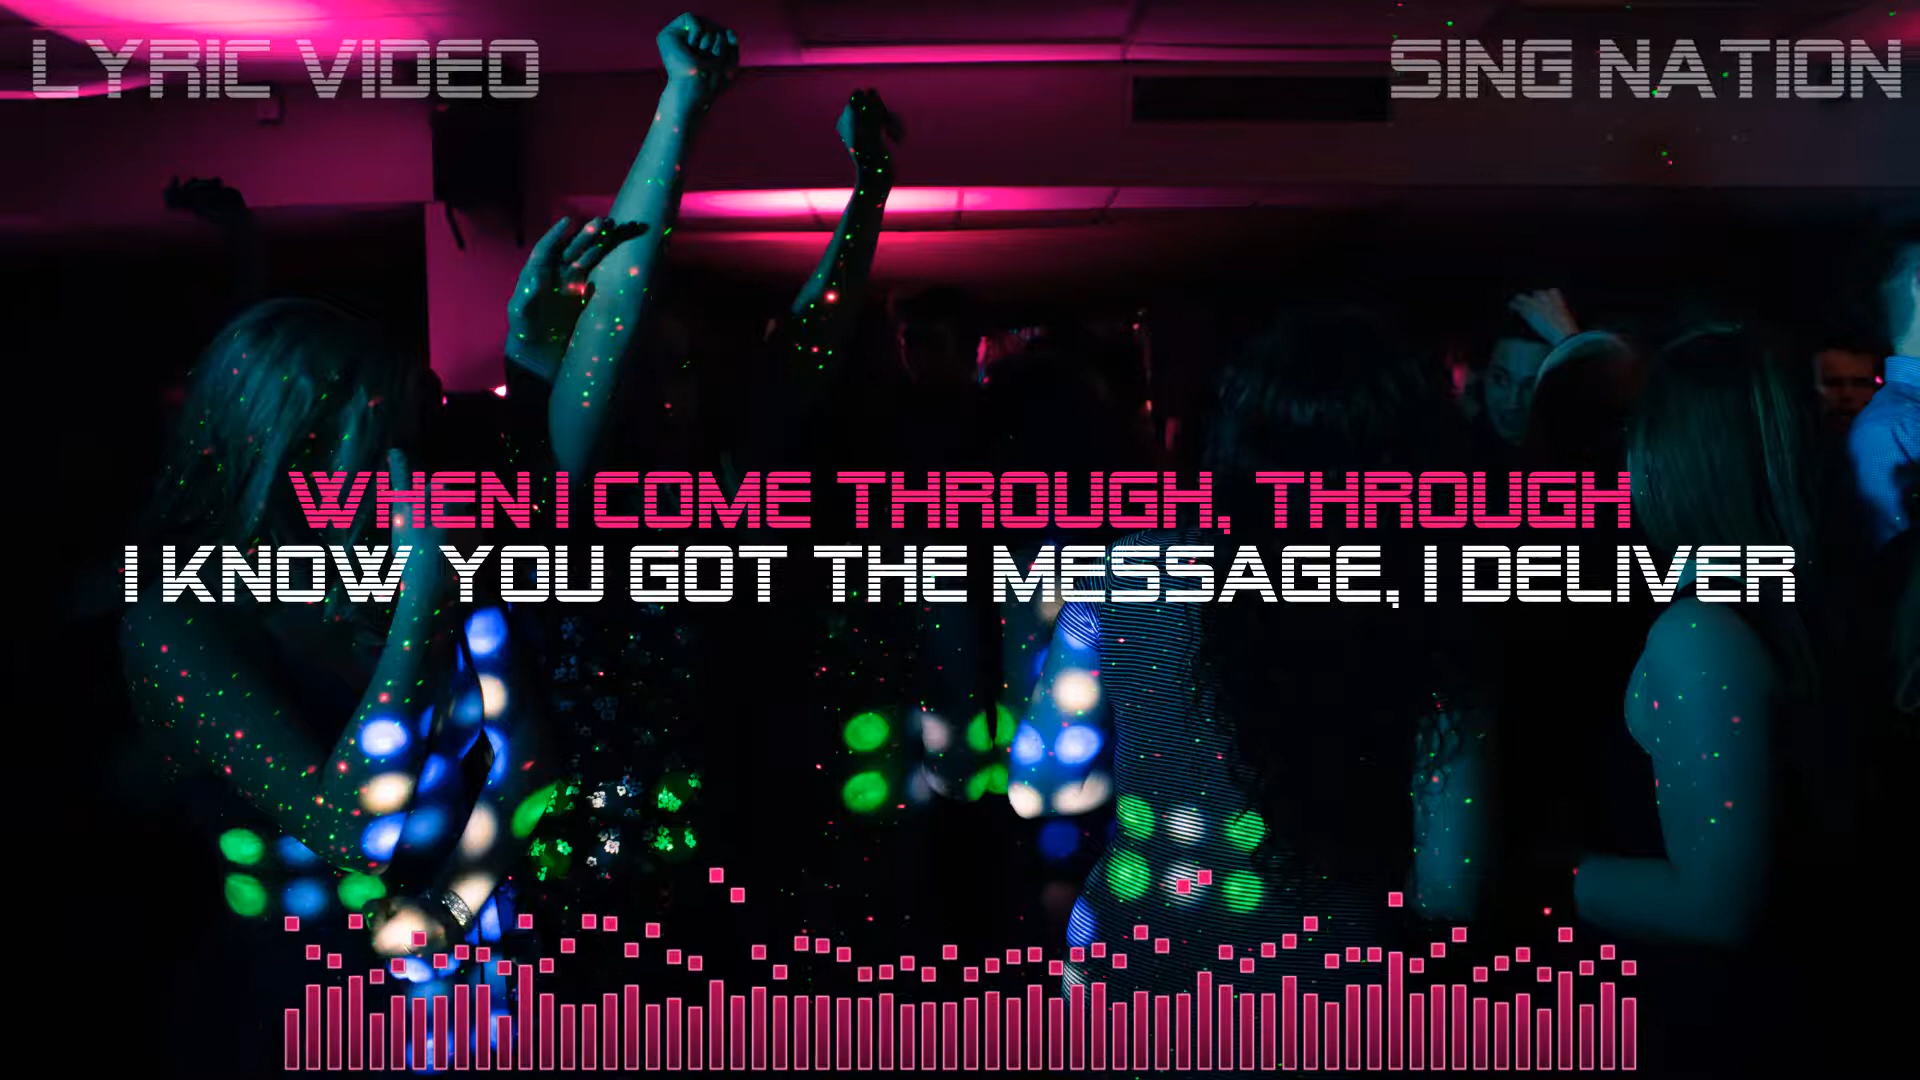 LYRIC VIDEO
SING NATION
WHEN I COME THROUGH, THROUGH
I KNOW YOU GOT THE MESSAGE, I DELIVER